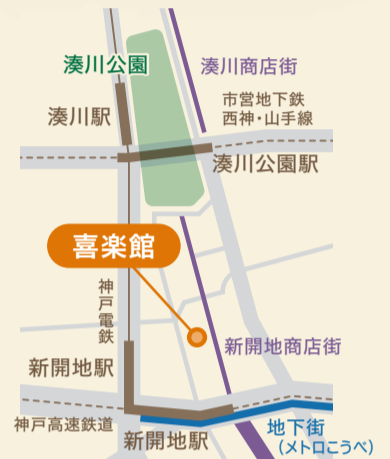 湊川公園
湊川商店街
湊川駅
市営地下鉄
西神・山手線
湊川公園駅
喜楽館
神戸電鉄
新開地商店街
新開地駅
神戸高速鉄道
新開地駅
地下街
（メトロこうべ）